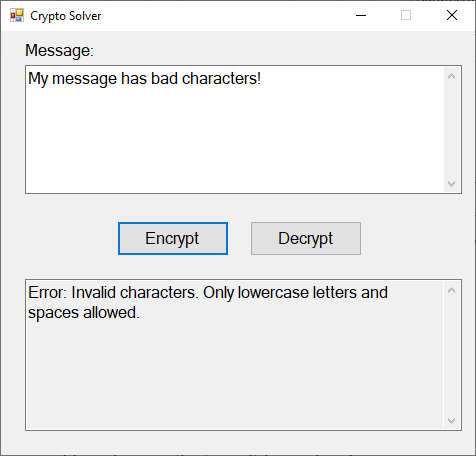 Crypto Solver
Message:
My message has bad characters!
Encrypt
Decrypt
Error: Invalid characters. Only lowercase letters and
spaces allowed.